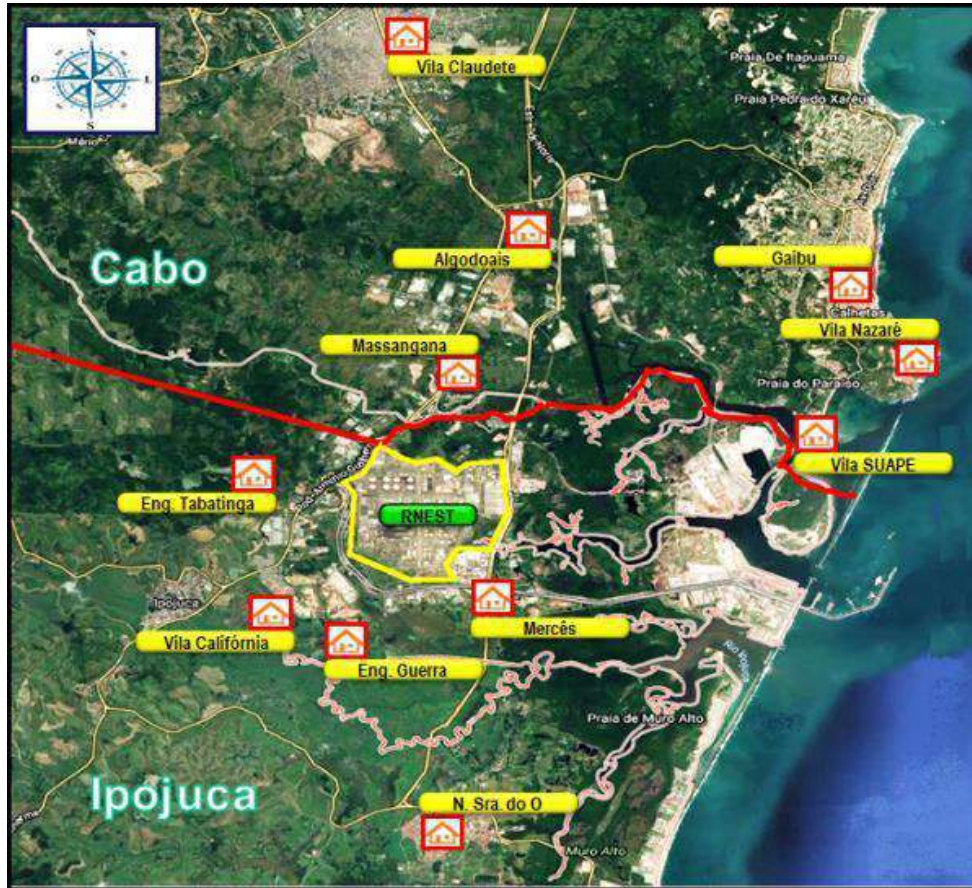 N
O
L
S
Vila Claudete
Praia De Itapuama
Praia Pedra do Xaréu
Algodoais
Gaibu
Cabo
Calhetas
Vila Nazaré
Massangana
Praia do Paraíso
Vila SUAPE
Eng. Tabatinga
RNEST
Ipojuca
Vila Califórnia
Mercês
Eng. Guerra
Rio Ipojuca
Praia de Muro Alto
Ipojuca
N. Sra. do O
Muro Alto